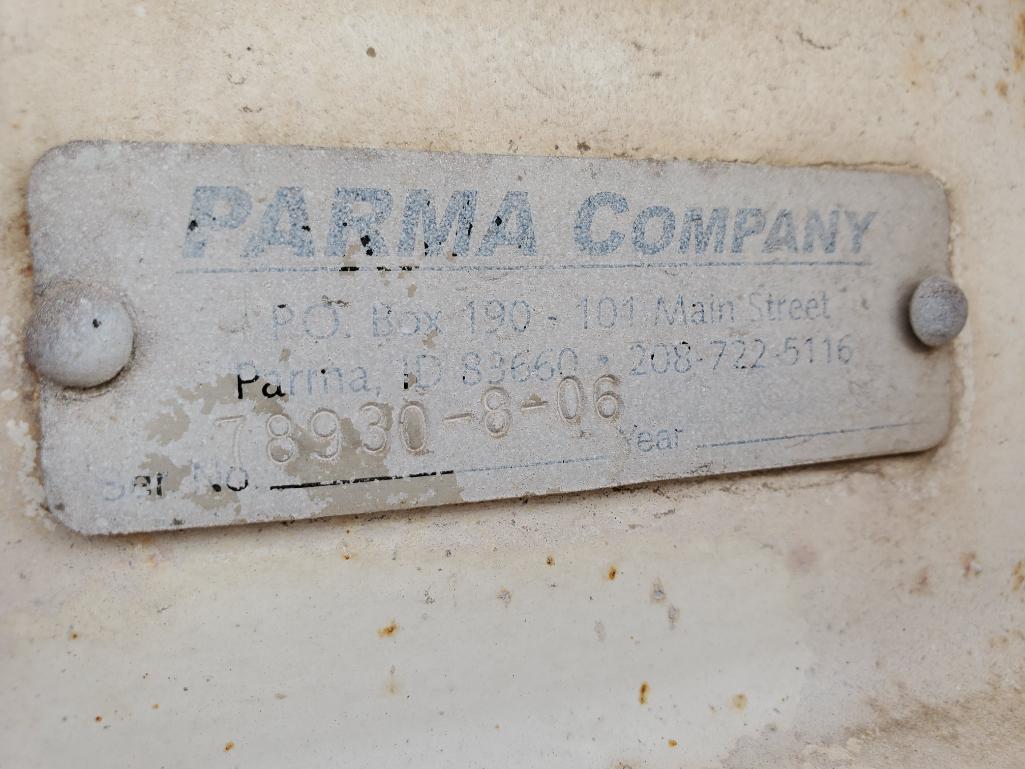 PARMA COMPANY
P.O. Box 190 - 101 Main Street
Parma, ID 83660 • 208-722-5116
78930-8-06
Ser No. Year